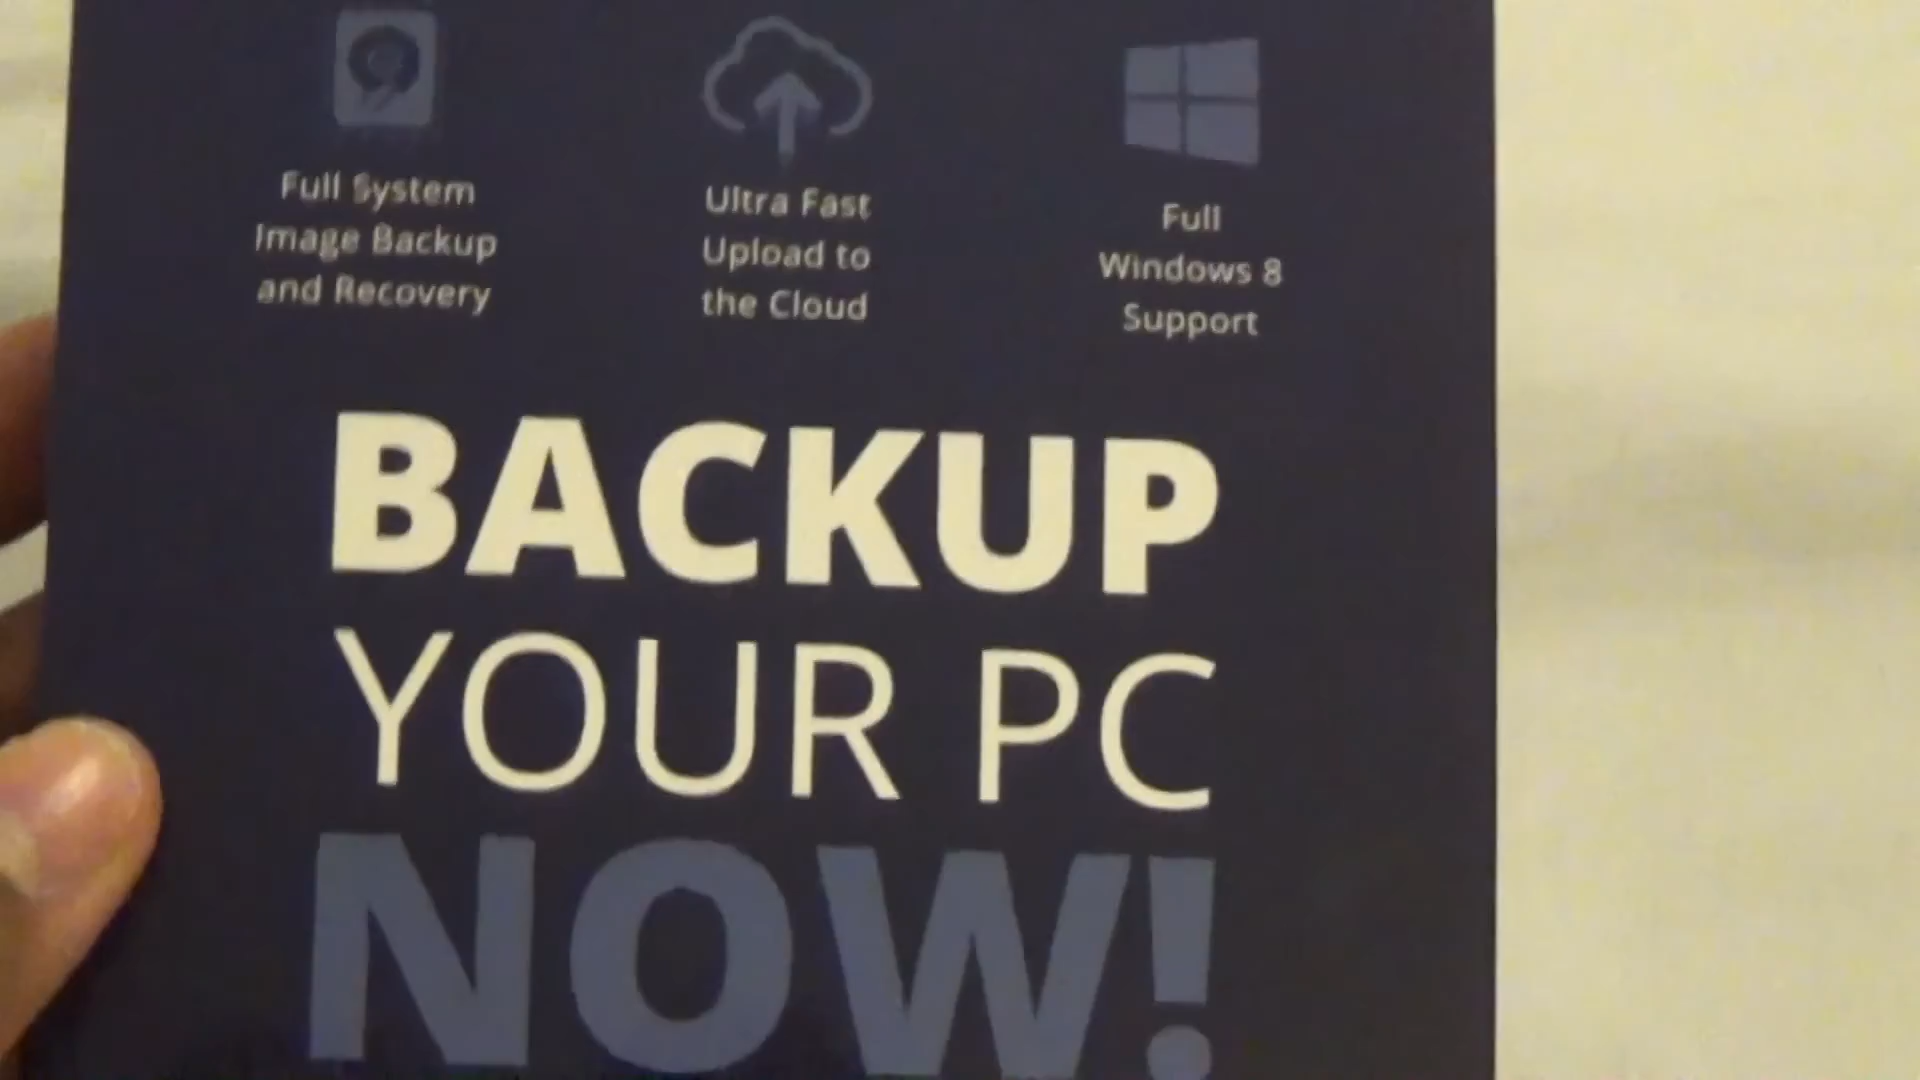 Full System
Image Backup
and Recovery
Ultra Fast
Upload to
the Cloud
Full
Windows 8
Support
BACKUP
YOUR PC
NOW!